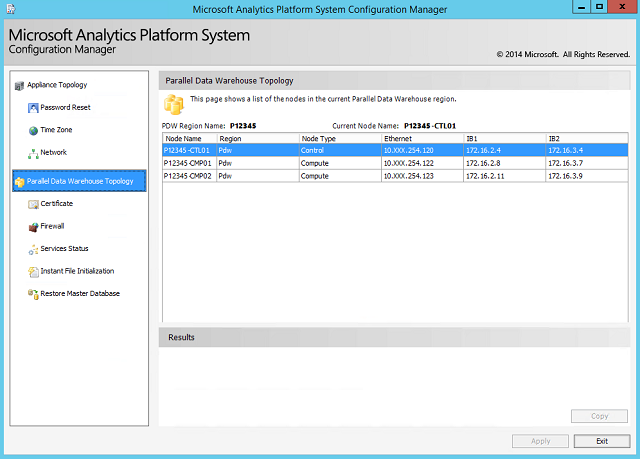 Microsoft Analytics Platform System Configuration Manager
Microsoft Analytics Platform System
Configuration Manager
© 2014 Microsoft. All Rights Reserved.
Appliance Topology
Password Reset
Time Zone
Network
Parallel Data Warehouse Topology
Certificate
Firewall
Services Status
Instant File Initialization
Restore Master Database
Parallel Data Warehouse Topology
This page shows a list of the nodes in the current Parallel Data Warehouse region.
PDW Region Name: P12345 Current Node Name: P12345-CTL01
Node Name Region Node Type Ethernet IB1 IB2
P12345-CTL01 Pdw Control 10.XXX.254.120 172.16.2.4 172.16.3.4
P12345-CMP01 Pdw Compute 10.XXX.254.122 172.16.2.8 172.16.3.7
P12345-CMP02 Pdw Compute 10.XXX.254.123 172.16.2.11 172.16.3.9
Results
Copy
Apply Exit